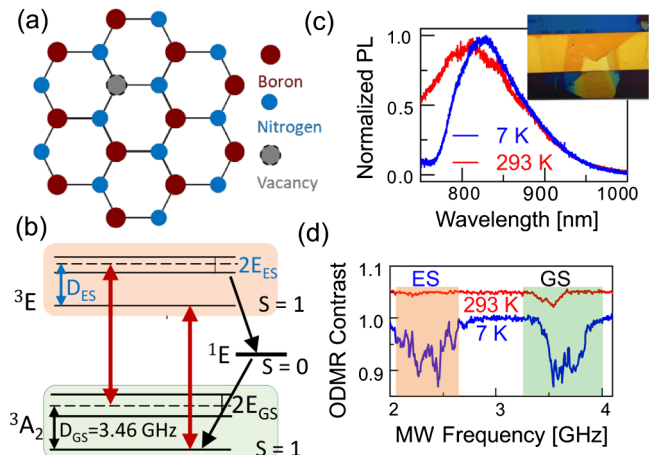 (a)
Boron
Nitrogen
Vacancy
(b)
³E
D_ES
2E_ES
S = 1
¹E
S = 0
³A₂
D_GS=3.46 GHz
2E_GS
S = 1
(c)
Normalized PL
1.0
0.5
0.0
7 K
293 K
800
900
1000
Wavelength [nm]
(d)
ODMR Contrast
1.1
1.0
0.9
ES
GS
293 K
7 K
2
3
4
MW Frequency [GHz]